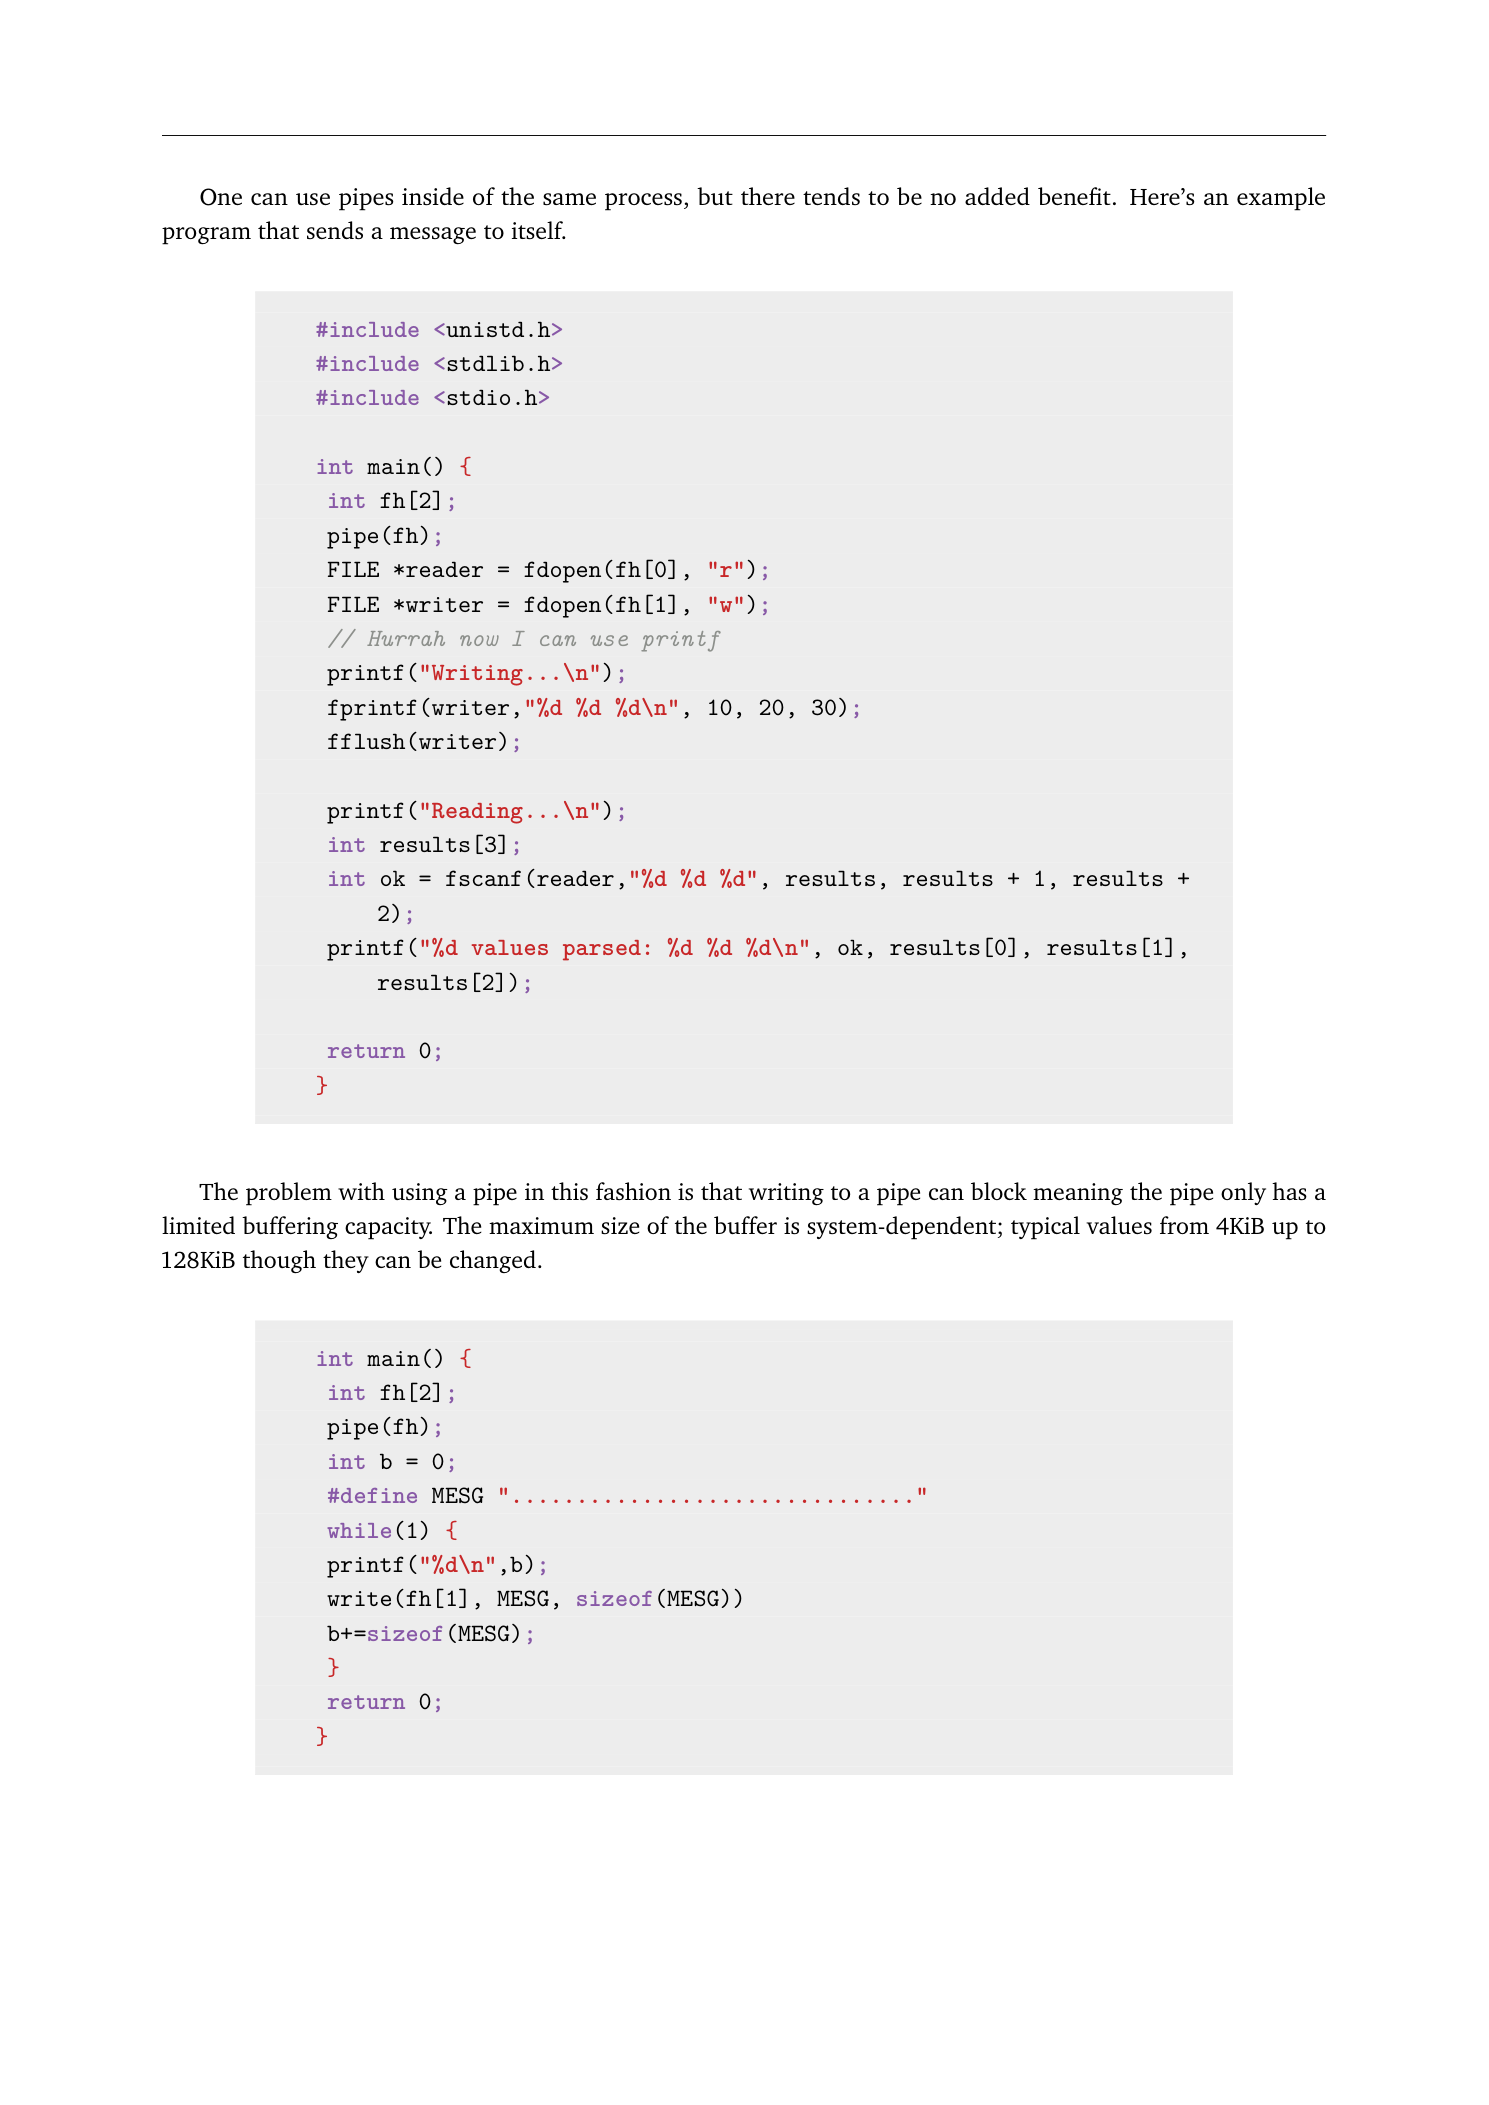 One can use pipes inside of the same process, but there tends to be no added benefit. Here’s an example
program that sends a message to itself.
#include <unistd.h>
#include <stdlib.h>
#include <stdio.h>
int main() {
int fh[2];
pipe(fh);
FILE *reader = fdopen(fh[0], "r");
FILE *writer = fdopen(fh[1], "w");
// Hurrah now I can use printf
printf("Writing...\n");
fprintf(writer,"%d %d %d\n", 10, 20, 30);
fflush(writer);
printf("Reading...\n");
int results[3];
int ok = fscanf(reader,"%d %d %d", results, results + 1, results +
2);
printf("%d values parsed: %d %d %d\n", ok, results[0], results[1],
results[2]);
return 0;
}
The problem with using a pipe in this fashion is that writing to a pipe can block meaning the pipe only has a
limited buffering capacity. The maximum size of the buffer is system-dependent; typical values from 4KiB up to
128KiB though they can be changed.
int main() {
int fh[2];
pipe(fh);
int b = 0;
#define MESG "..............................."
while(1) {
printf("%d\n",b);
write(fh[1], MESG, sizeof(MESG))
b+=sizeof(MESG);
}
return 0;
}